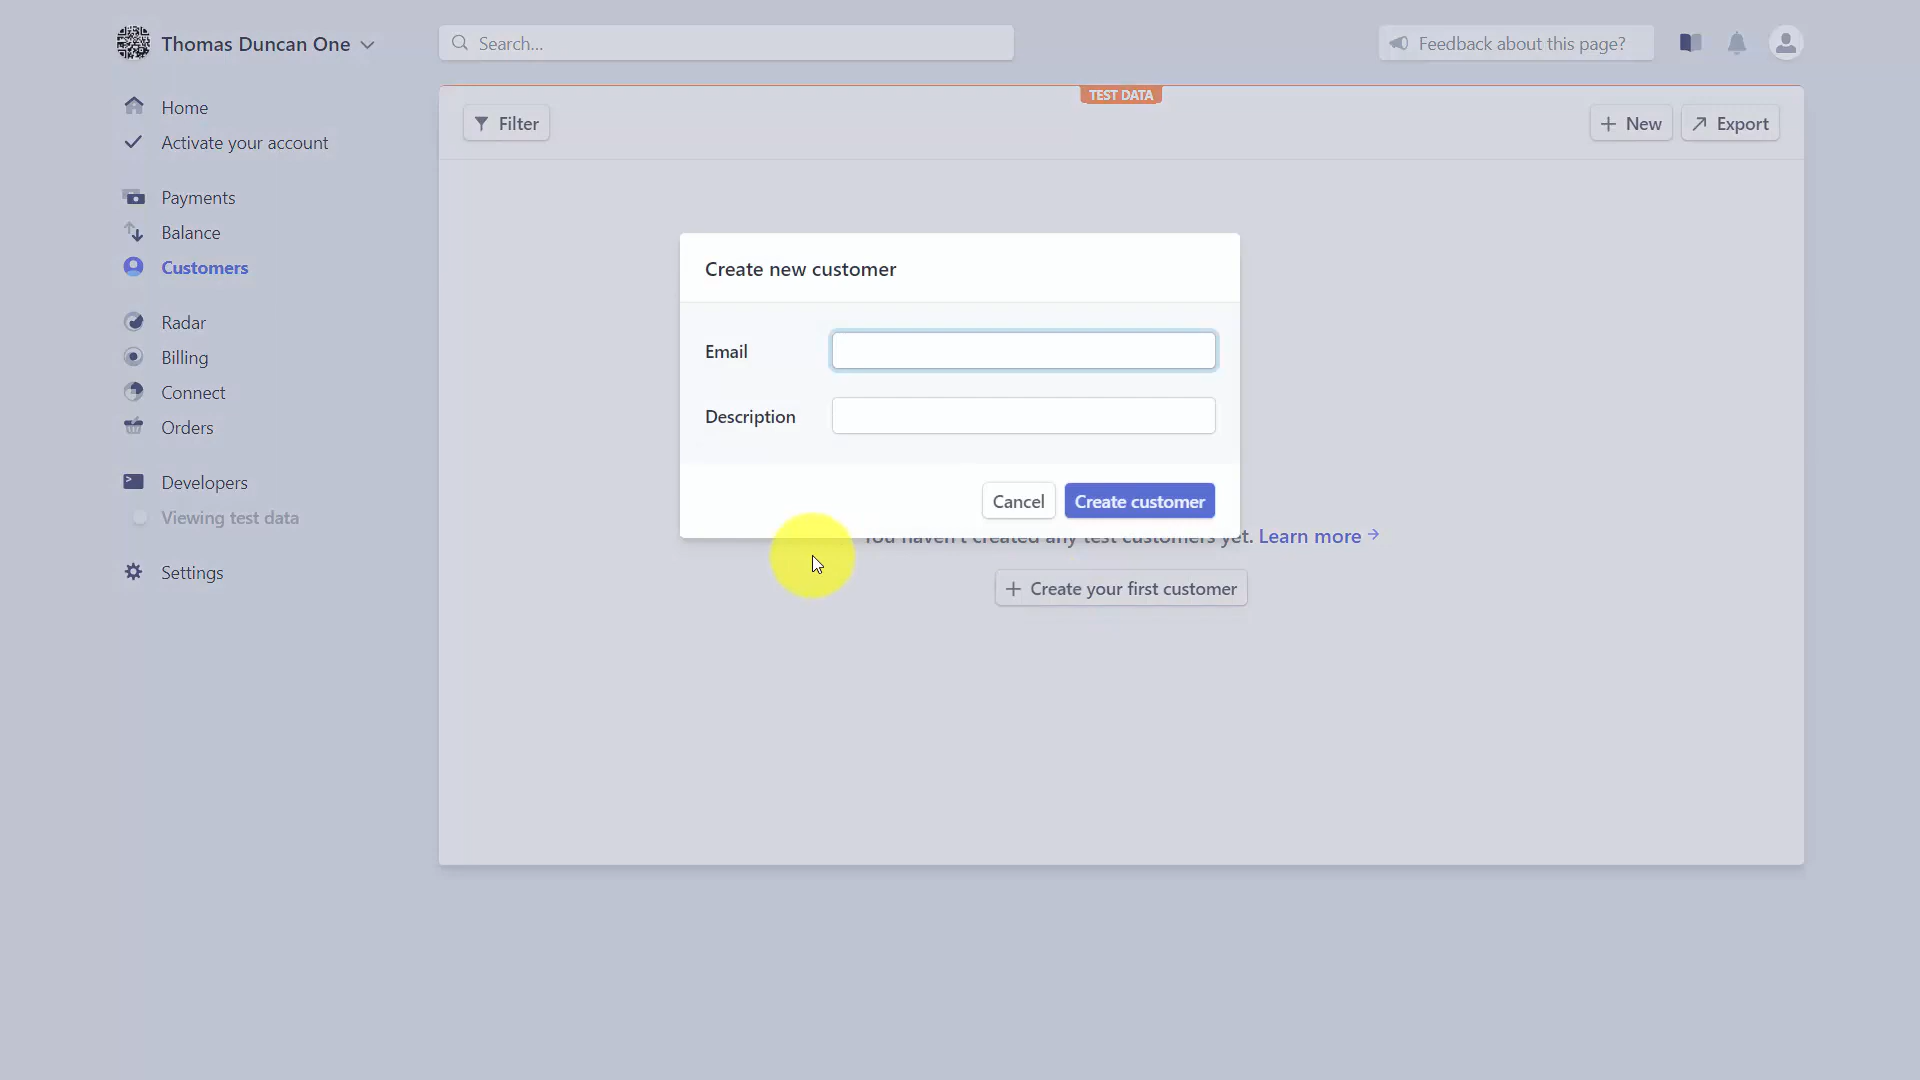 Thomas Duncan One
Search...
Feedback about this page?
Home
Activate your account
Payments
Balance
Customers
Radar
Billing
Connect
Orders
Developers
Viewing test data
Settings
TEST DATA
Filter
New
Export
Create new customer
Email
Description
Cancel
Create customer
You haven't created any test customers yet. Learn more
Create your first customer